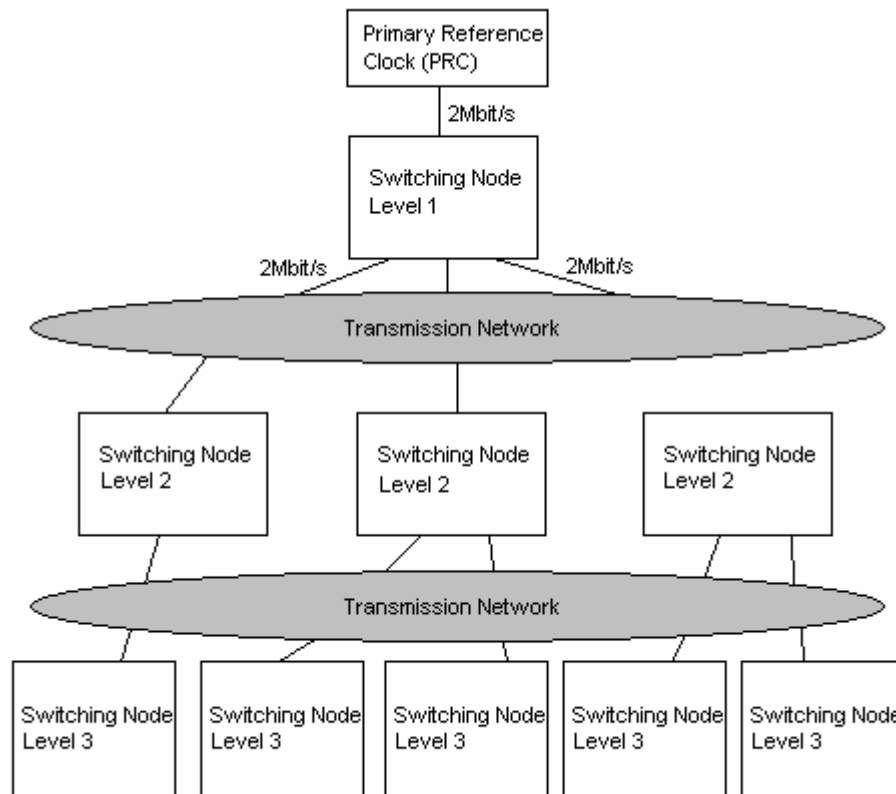 Primary Reference
Clock (PRC)
2Mbit/s
Switching Node
Level 1
2Mbit/s
2Mbit/s
Transmission Network
Switching Node
Level 2
Switching Node
Level 2
Switching Node
Level 2
Transmission Network
Switching Node
Level 3
Switching Node
Level 3
Switching Node
Level 3
Switching Node
Level 3
Switching Node
Level 3